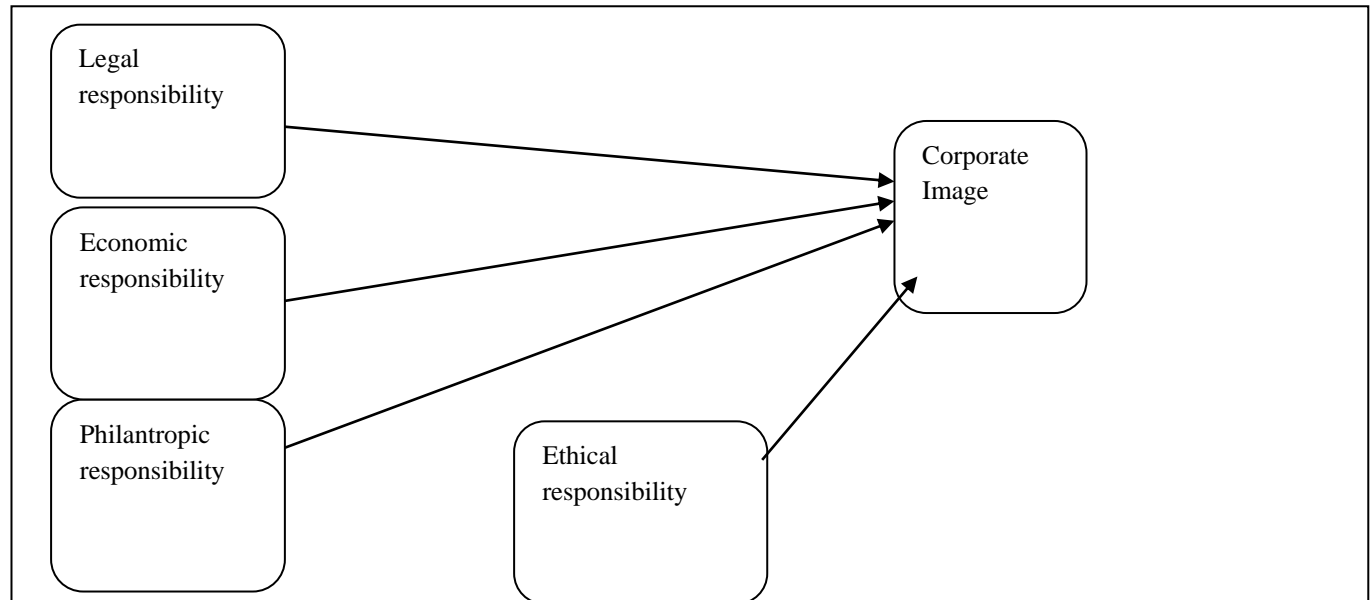 Legal
responsibility
Corporate
Image
Economic
responsibility
Philantropic
responsibility
Ethical
responsibility